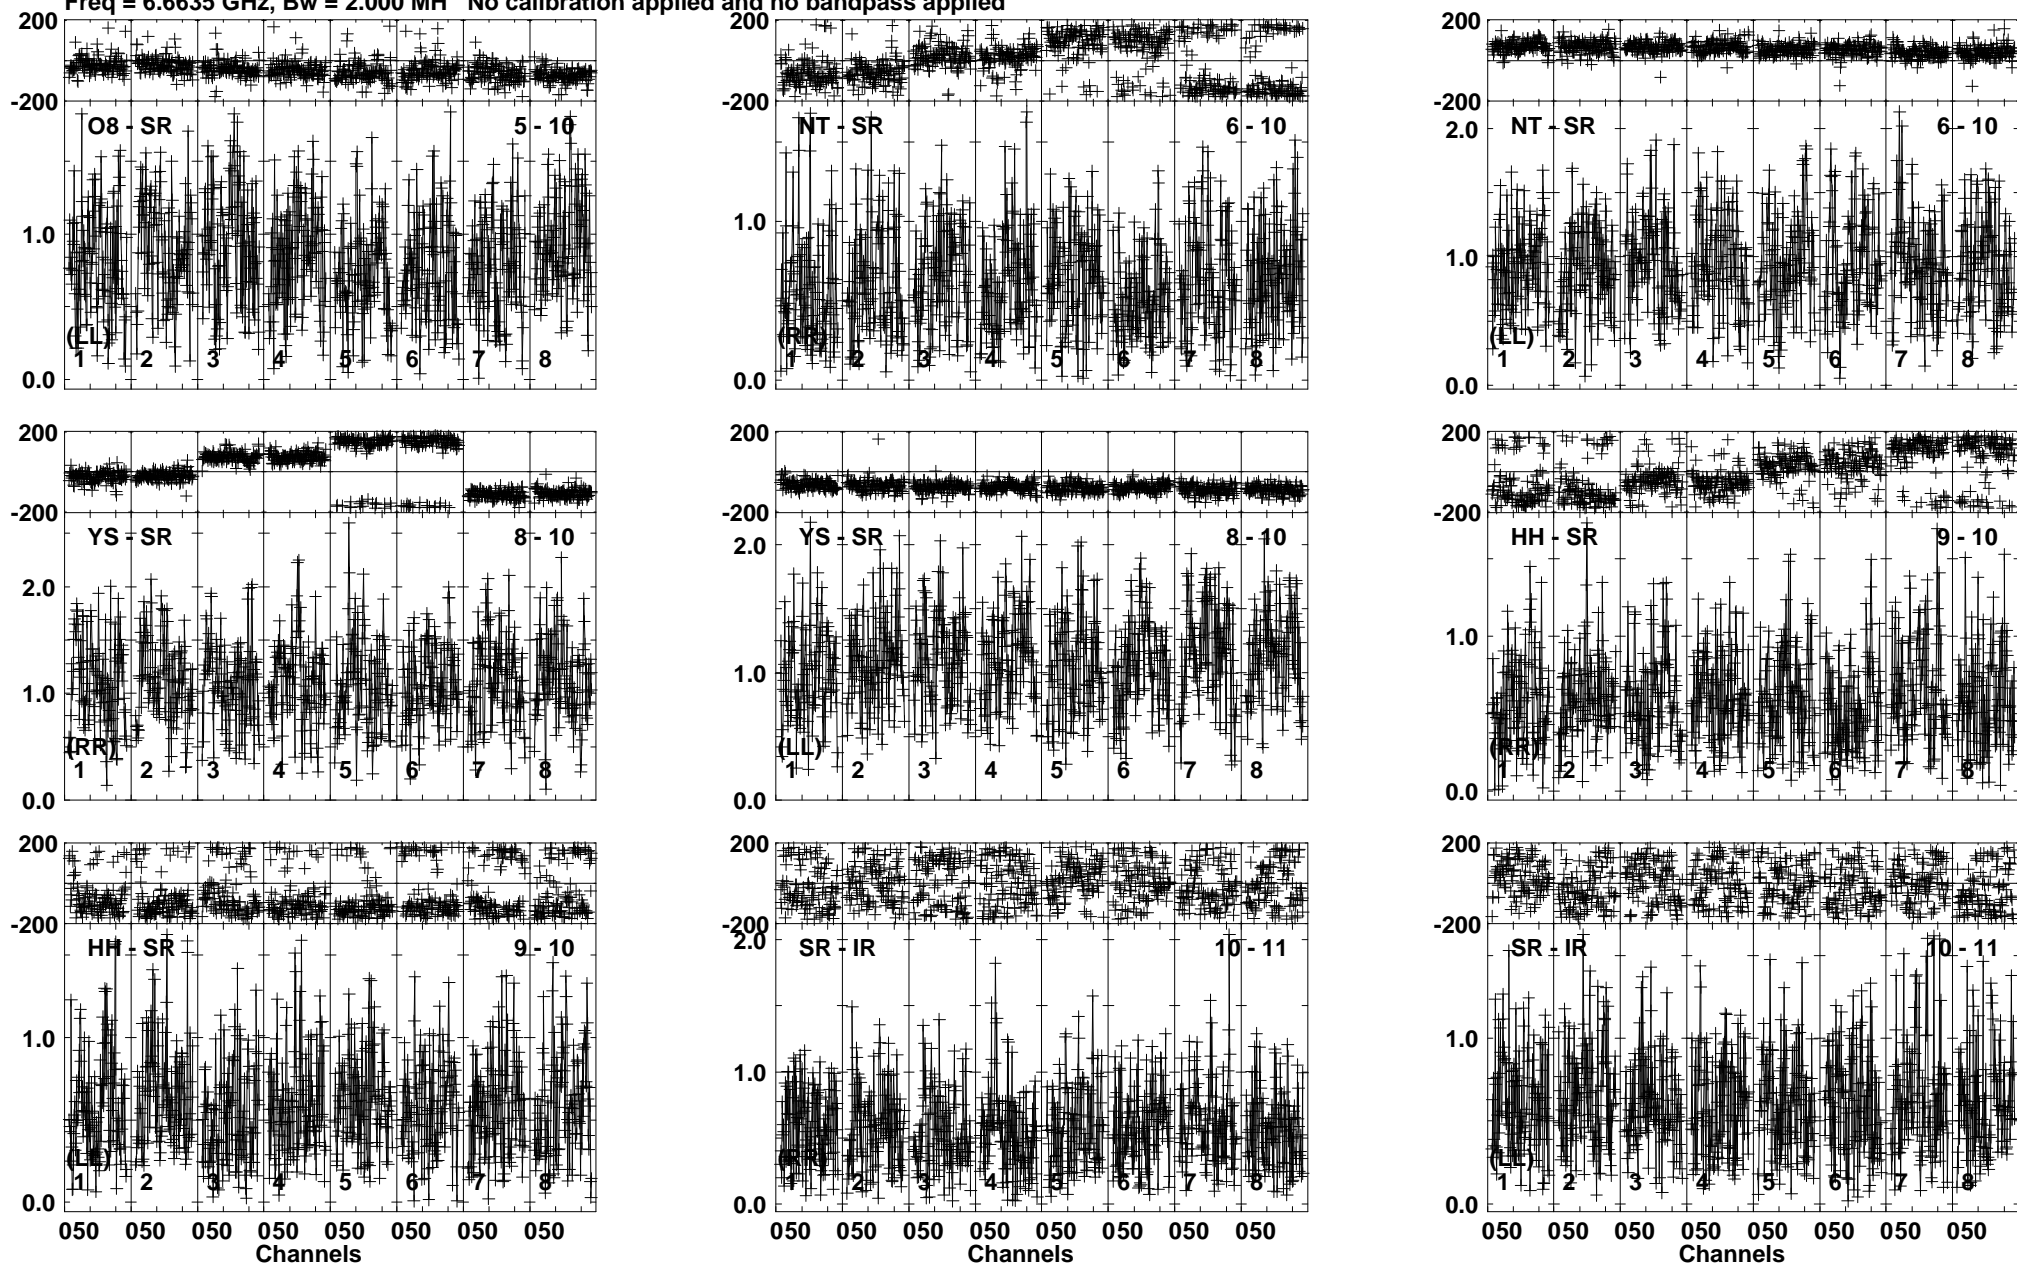 Freq = 6.6635 GHz, Bw = 2.000 MH No calibration applied and no bandpass applied
200
-200
O8 - SR 5 - 10
1.0
(LL)
1 2 3 4 5 6 7 8
0.0
200
-200
NT - SR 6 - 10
1.0
(RR)
1 2 3 4 5 6 7 8
0.0
200
-200
2.0
NT - SR 6 - 10
1.0
(LL)
1 2 3 4 5 6 7 8
0.0
200
-200
YS - SR 8 - 10
2.0
1.0
(RR)
1 2 3 4 5 6 7 8
0.0
200
-200
2.0
YS - SR 8 - 10
1.0
(LL)
1 2 3 4 5 6 7 8
0.0
200
-200
HH - SR 9 - 10
1.0
(RR)
1 2 3 4 5 6 7 8
0.0
200
-200
HH - SR 9 - 10
1.0
(LL)
1 2 3 4 5 6 7 8
0.0
050 050 050 050 050 050 050 050
Channels
200
-200
2.0
SR - IR 10 - 11
1.0
(RR)
1 2 3 4 5 6 7 8
0.0
050 050 050 050 050 050 050 050
Channels
200
-200
SR - IR 10 - 11
1.0
(LL)
1 2 3 4 5 6 7 8
0.0
050 050 050 050 050 050 050 050
Channels